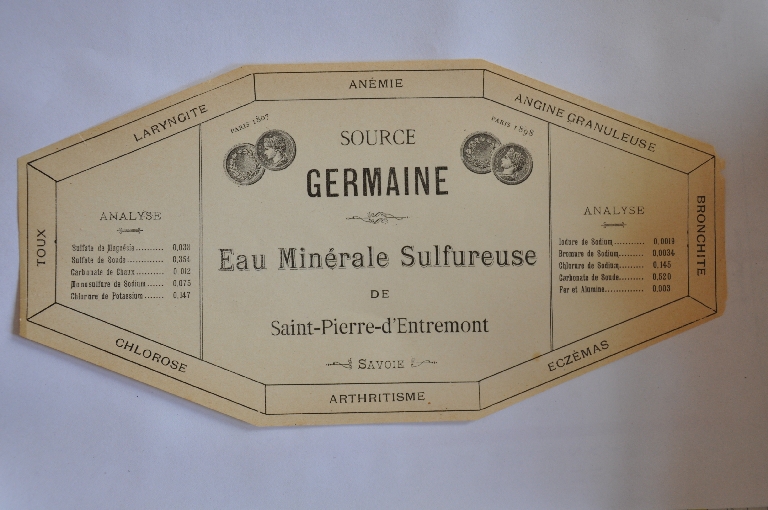 ANÉMIE
LARYNGITE
ANGINE GRANULEUSE
TOUX
BRONCHITE
CHLOROSE
ARTHRITISME
ECZÈMAS
PARIS 1897
PARIS 1898
SOURCE
GERMAINE
Eau Minérale Sulfureuse
DE
Saint-Pierre-d'Entremont
SAVOIE
ANALYSE
Sulfate de Magnésie.......... 0,038
Sulfate de Soude............ 0,364
Carbonate de Chaux......... 0 012
Monosulfure de Sodium...... 0,075
Chlorure de Potassium...... 0,147
ANALYSE
Iodure de Sodium........... 0,0019
Bromure de Sodium......... 0,0034
Chlorure de Sodium......... 0,145
Carbonate de Soude......... 0,520
Fer et Alumine.............. 0,003